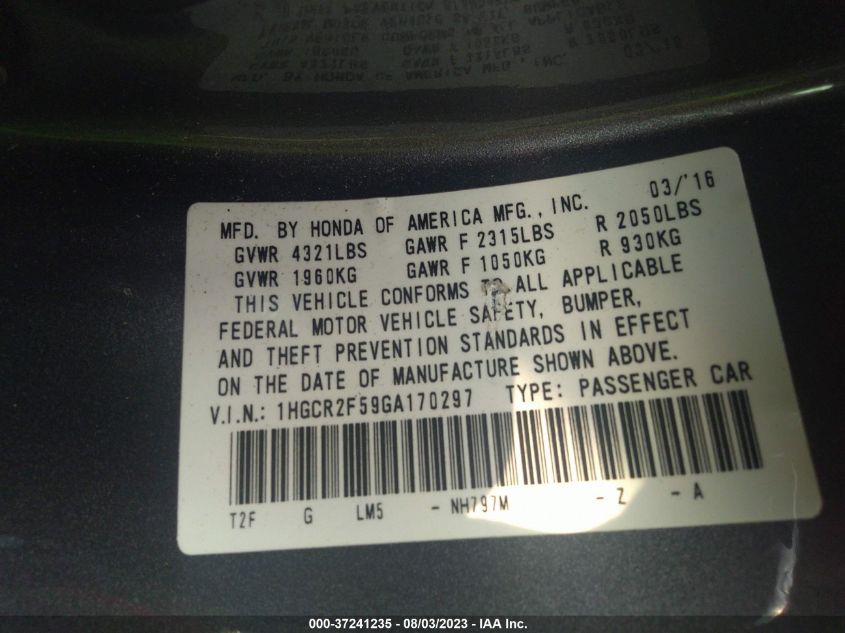 MFD. BY HONDA OF AMERICA MFG., INC. 03/'16
GVWR 4321LBS GAWR F 2315LBS R 2050LBS
GVWR 1960KG GAWR F 1050KG R 930KG
THIS VEHICLE CONFORMS TO ALL APPLICABLE
FEDERAL MOTOR VEHICLE SAFETY, BUMPER,
AND THEFT PREVENTION STANDARDS IN EFFECT
ON THE DATE OF MANUFACTURE SHOWN ABOVE.
V.I.N.: 1HGCR2F59GA170297 TYPE: PASSENGER CAR
T2F G LM5 - NH797M - Z - A
000-37241235 - 08/03/2023 - IAA Inc.